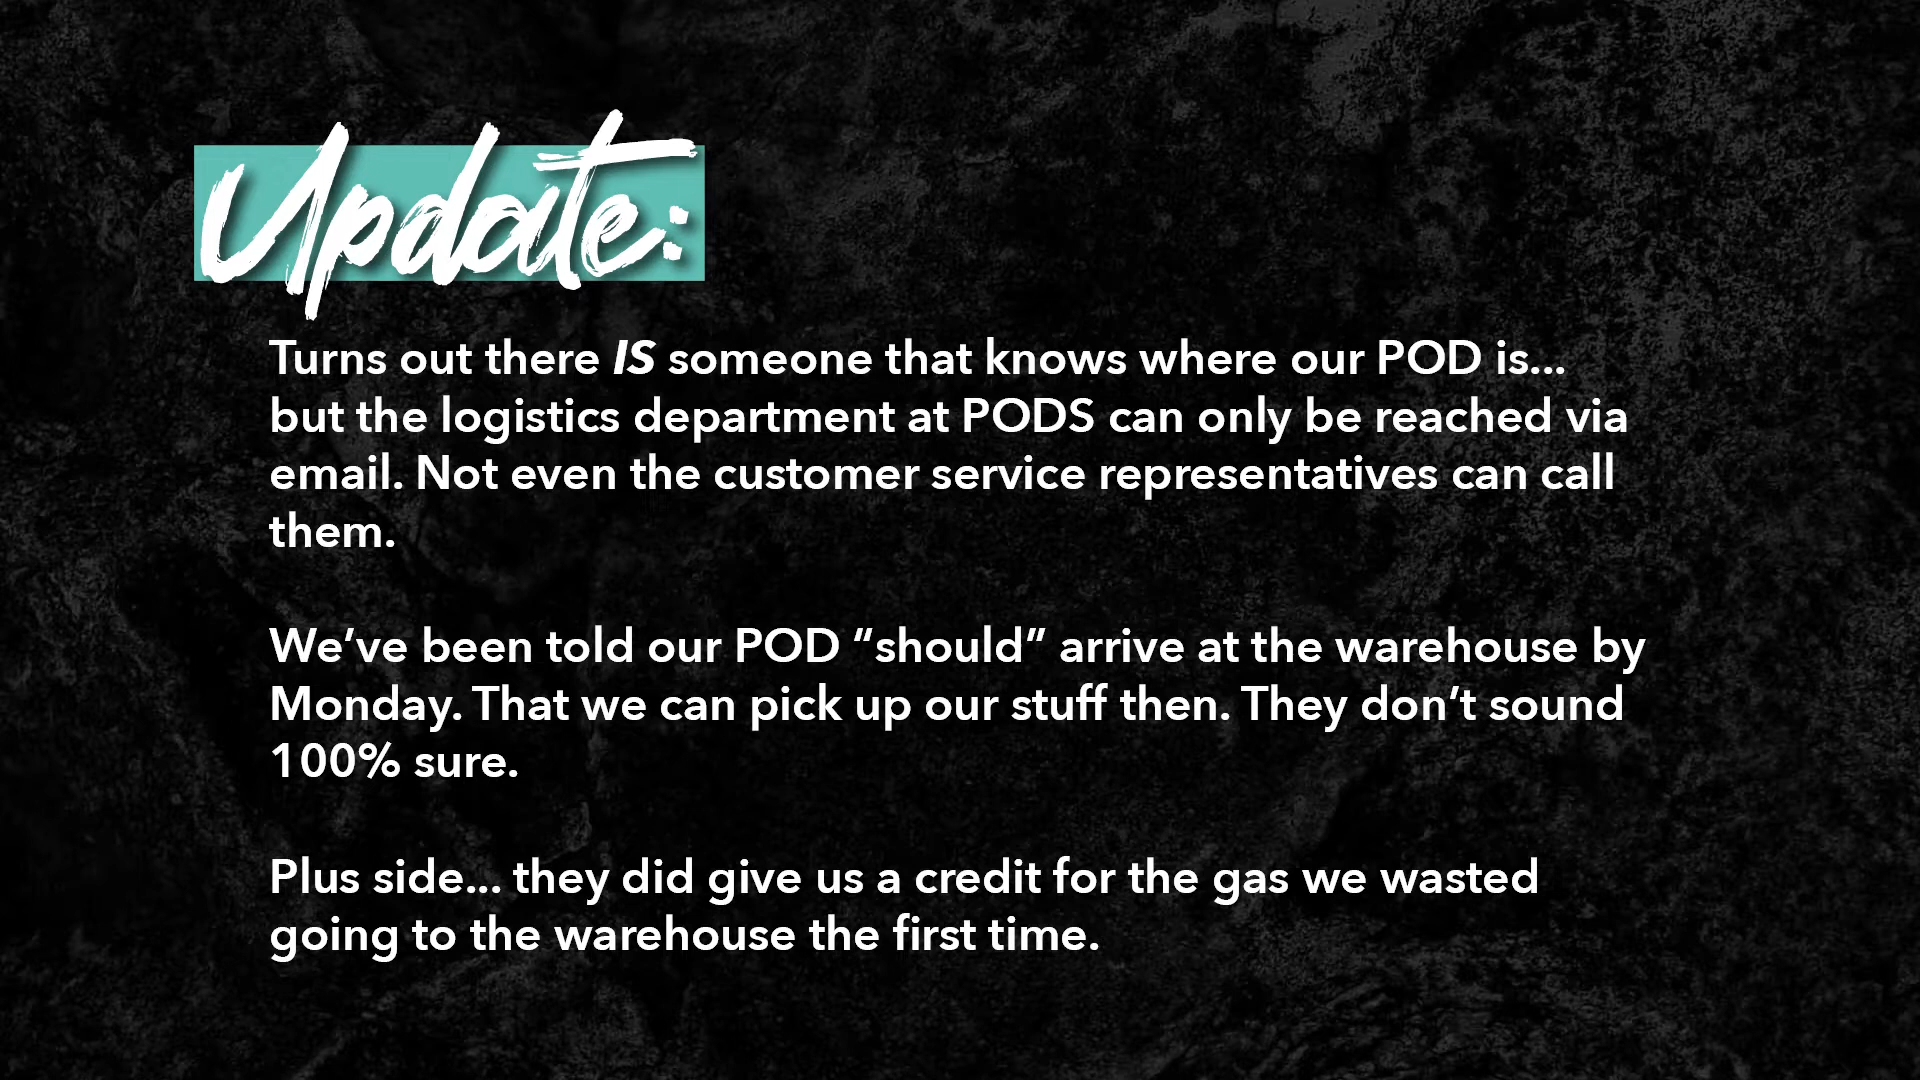 Update:
Turns out there IS someone that knows where our POD is...
but the logistics department at PODS can only be reached via
email. Not even the customer service representatives can call
them.
We’ve been told our POD “should” arrive at the warehouse by
Monday. That we can pick up our stuff then. They don’t sound
100% sure.
Plus side... they did give us a credit for the gas we wasted
going to the warehouse the first time.